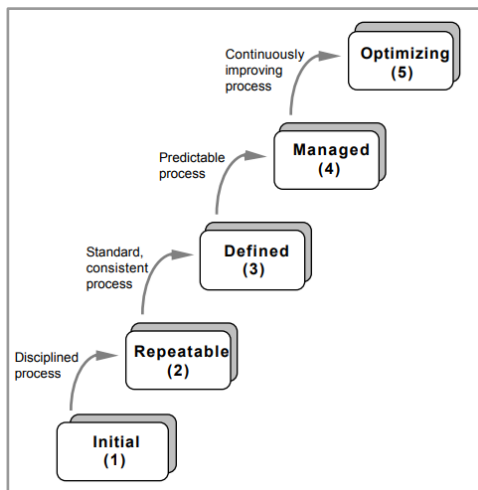 Continuously
improving
process
Optimizing
(5)
Predictable
process
Managed
(4)
Standard,
consistent
process
Defined
(3)
Disciplined
process
Repeatable
(2)
Initial
(1)